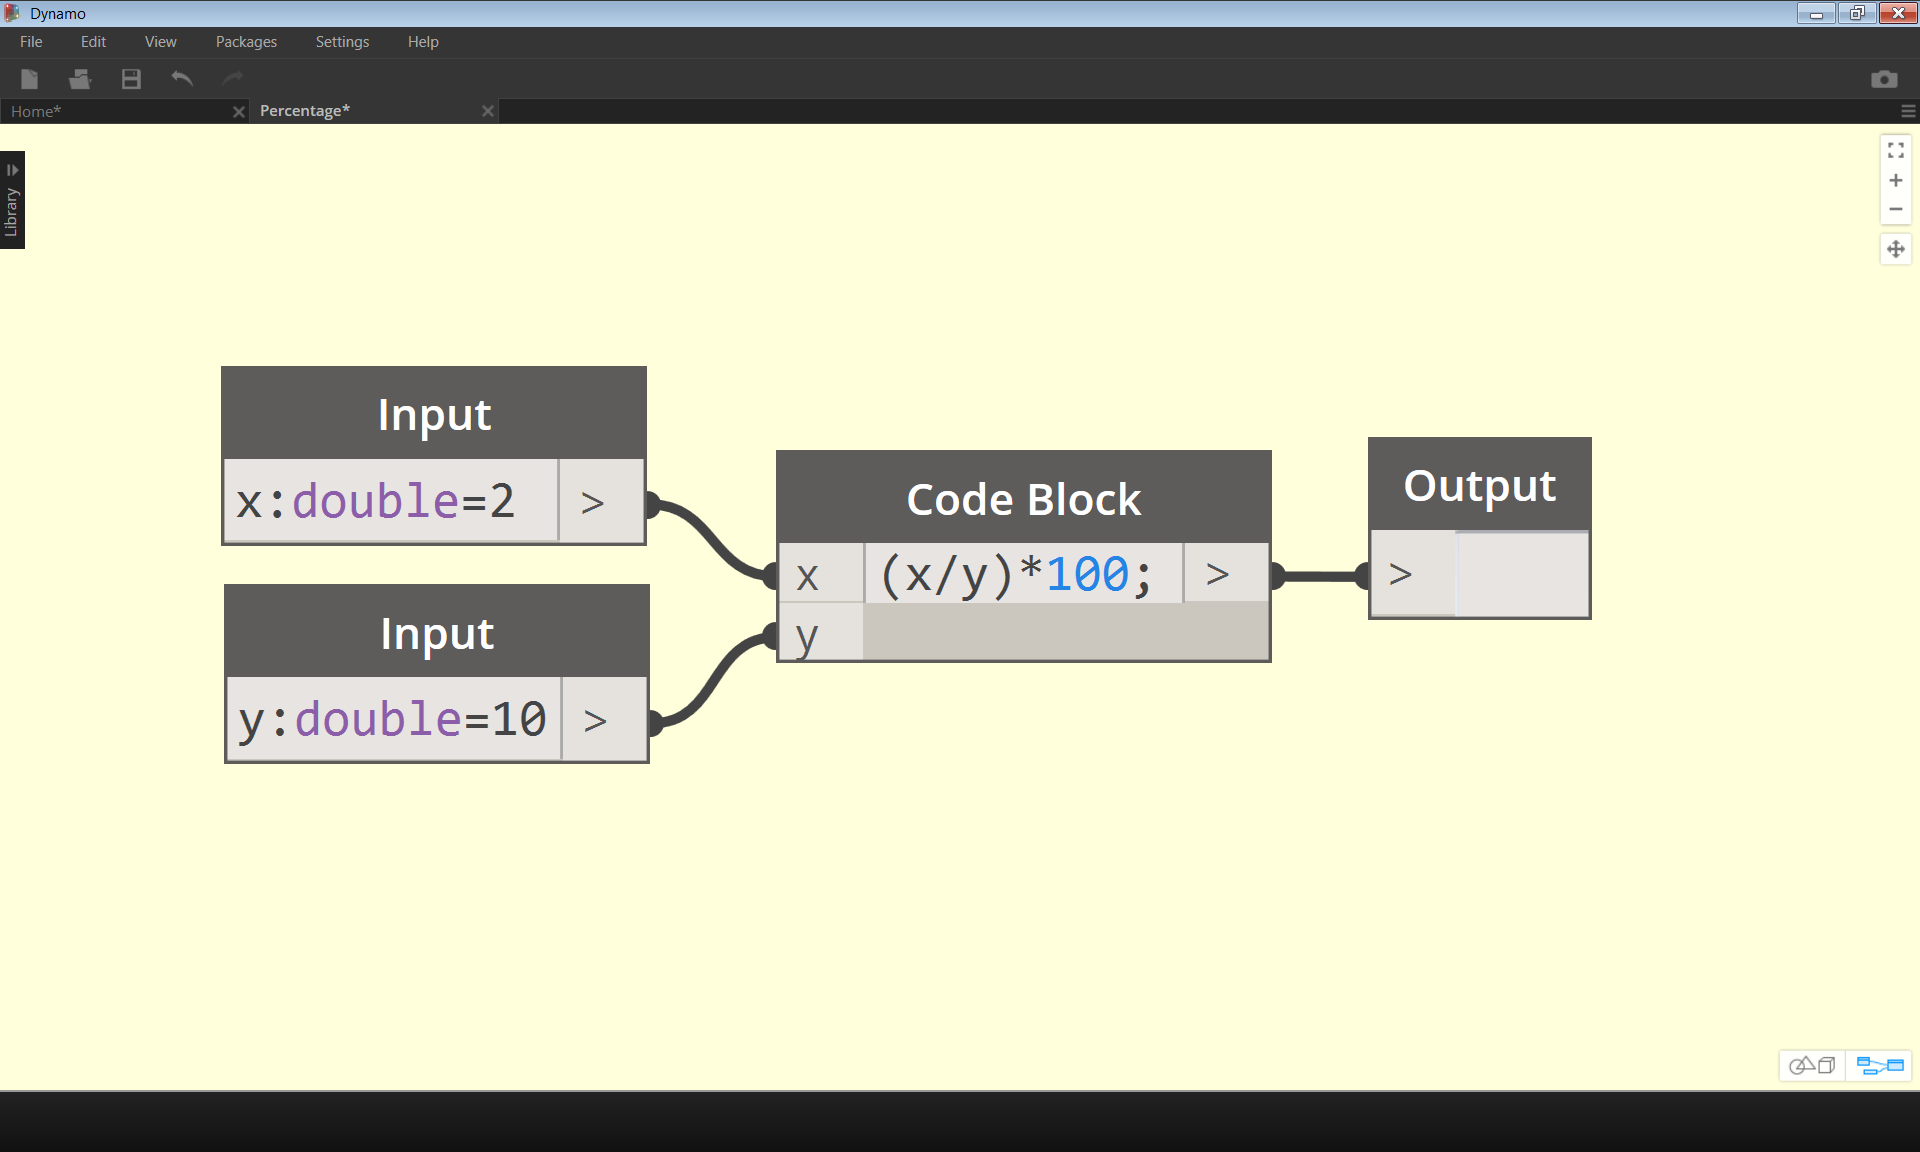 Dynamo
File Edit View Packages Settings Help
Home* Percentage*
Library
Input
x:double=2 >
Input
y:double=10 >
Code Block
x (x/y)*100; >
y
Output
>